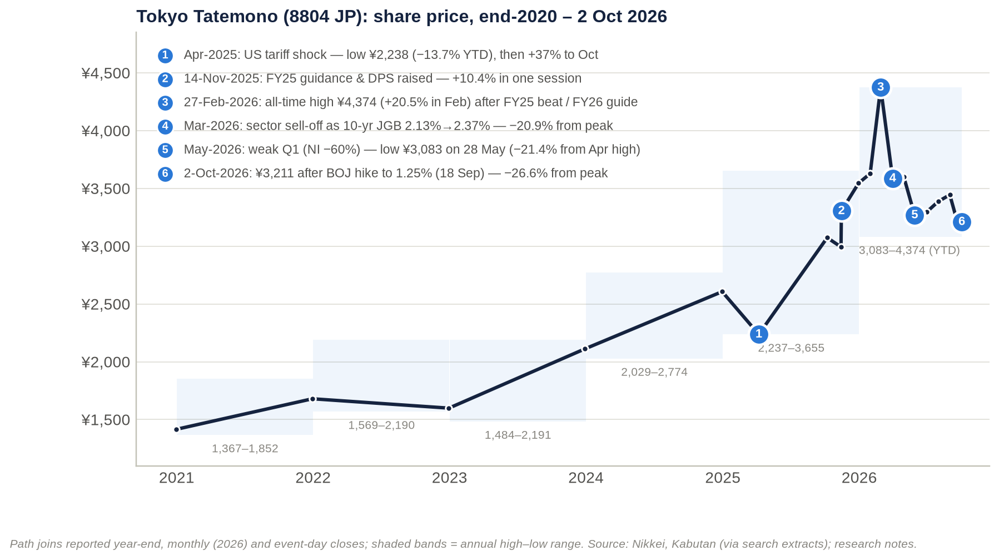 Tokyo Tatemono (8804 JP): share price, end-2020 – 2 Oct 2026
1 Apr-2025: US tariff shock — low ¥2,238 (−13.7% YTD), then +37% to Oct
2 14-Nov-2025: FY25 guidance & DPS raised — +10.4% in one session
3 27-Feb-2026: all-time high ¥4,374 (+20.5% in Feb) after FY25 beat / FY26 guide
4 Mar-2026: sector sell-off as 10-yr JGB 2.13%→2.37% — −20.9% from peak
5 May-2026: weak Q1 (NI −60%) — low ¥3,083 on 28 May (−21.4% from Apr high)
6 2-Oct-2026: ¥3,211 after BOJ hike to 1.25% (18 Sep) — −26.6% from peak
¥4,500
¥4,000
¥3,500
¥3,000
¥2,500
¥2,000
¥1,500
3
4
2
5
6
1
3,083–4,374 (YTD)
2,237–3,655
2,029–2,774
1,569–2,190
1,484–2,191
1,367–1,852
2021 2022 2023 2024 2025 2026
Path joins reported year-end, monthly (2026) and event-day closes; shaded bands = annual high–low range. Source: Nikkei, Kabutan (via search extracts); research notes.